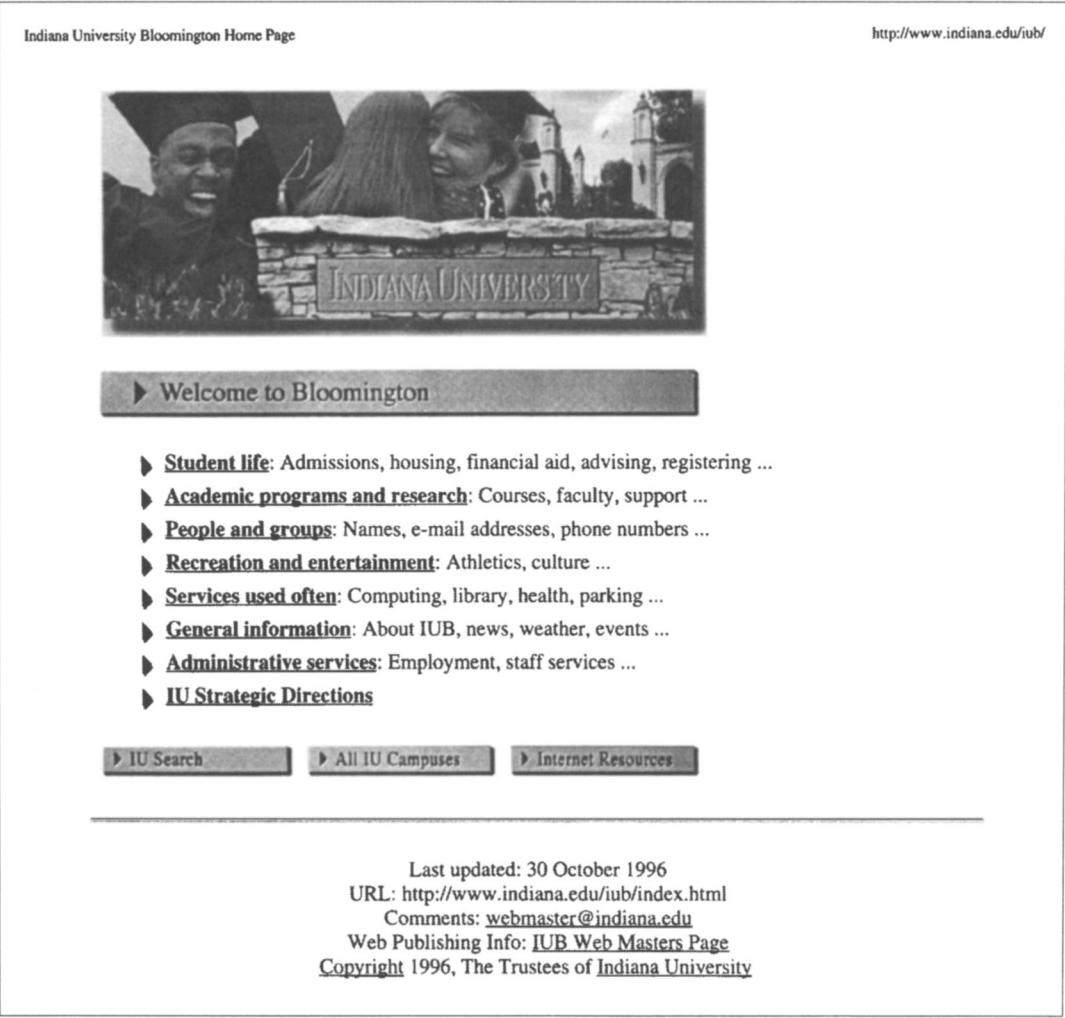 Indiana University Bloomington Home Page
http://www.indiana.edu/iub/
INDIANA UNIVERSITY
Welcome to Bloomington
Student life: Admissions, housing, financial aid, advising, registering ...
Academic programs and research: Courses, faculty, support ...
People and groups: Names, e-mail addresses, phone numbers ...
Recreation and entertainment: Athletics, culture ...
Services used often: Computing, library, health, parking ...
General information: About IUB, news, weather, events ...
Administrative services: Employment, staff services ...
IU Strategic Directions
IU Search
All IU Campuses
Internet Resources
Last updated: 30 October 1996
URL: http://www.indiana.edu/iub/index.html
Comments: webmaster@indiana.edu
Web Publishing Info: IUB Web Masters Page
Copyright 1996, The Trustees of Indiana University